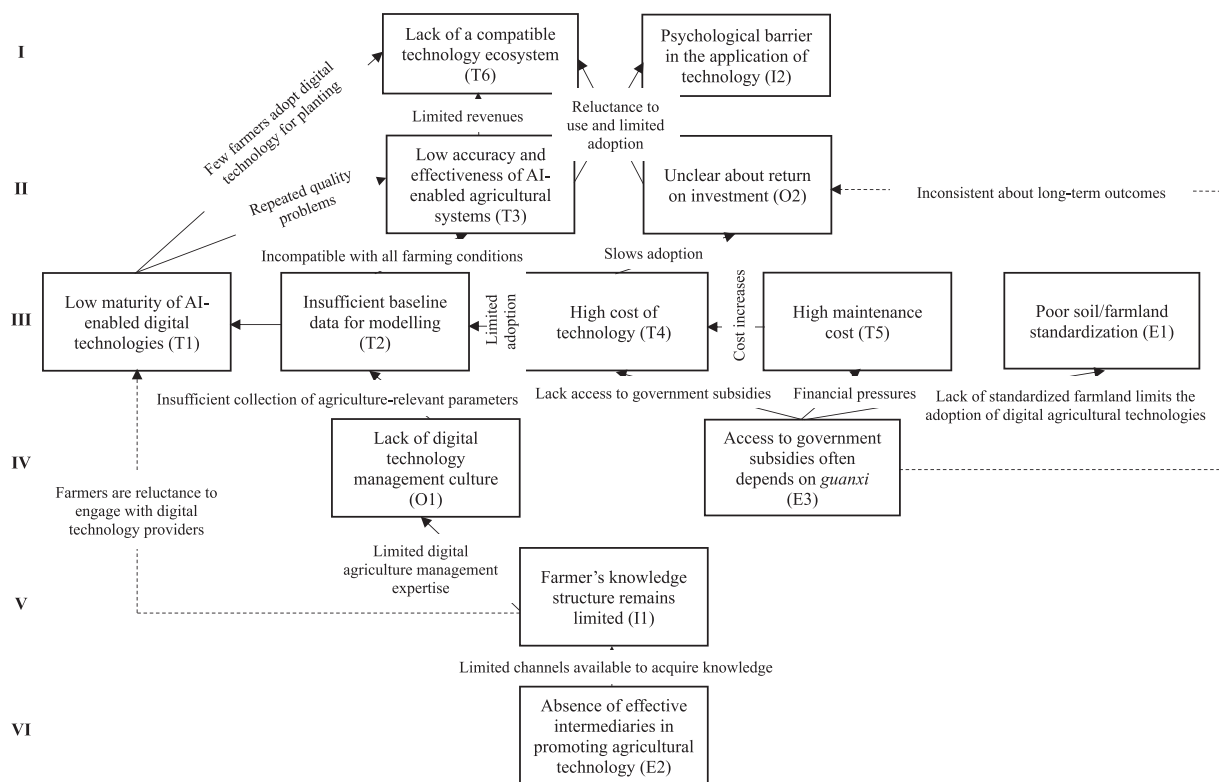 I
Lack of a compatible
technology ecosystem
(T6)
Psychological barrier
in the application of
technology (I2)
Few farmers adopt digital
technology for planting
Limited revenues
Reluctance to
use and limited
adoption
II
Repeated quality
problems
Low accuracy and
effectiveness of AI-
enabled agricultural
systems (T3)
Unclear about return
on investment (O2)
Inconsistent about long-term outcomes
Incompatible with all farming conditions
Slows adoption
III
Low maturity of AI-
enabled digital
technologies (T1)
Insufficient baseline
data for modelling
(T2)
Limited
adoption
High cost of
technology (T4)
Cost increases
High maintenance
cost (T5)
Poor soil/farmland
standardization (E1)
Insufficient collection of agriculture-relevant parameters
Lack access to government subsidies
Financial pressures
Lack of standardized farmland limits the
adoption of digital agricultural technologies
IV
Lack of digital
technology
management culture
(O1)
Access to government
subsidies often
depends on guanxi
(E3)
Farmers are reluctance to
engage with digital
technology providers
Limited digital
agriculture management
expertise
V
Farmer's knowledge
structure remains
limited (I1)
Limited channels available to acquire knowledge
VI
Absence of effective
intermediaries in
promoting agricultural
technology (E2)